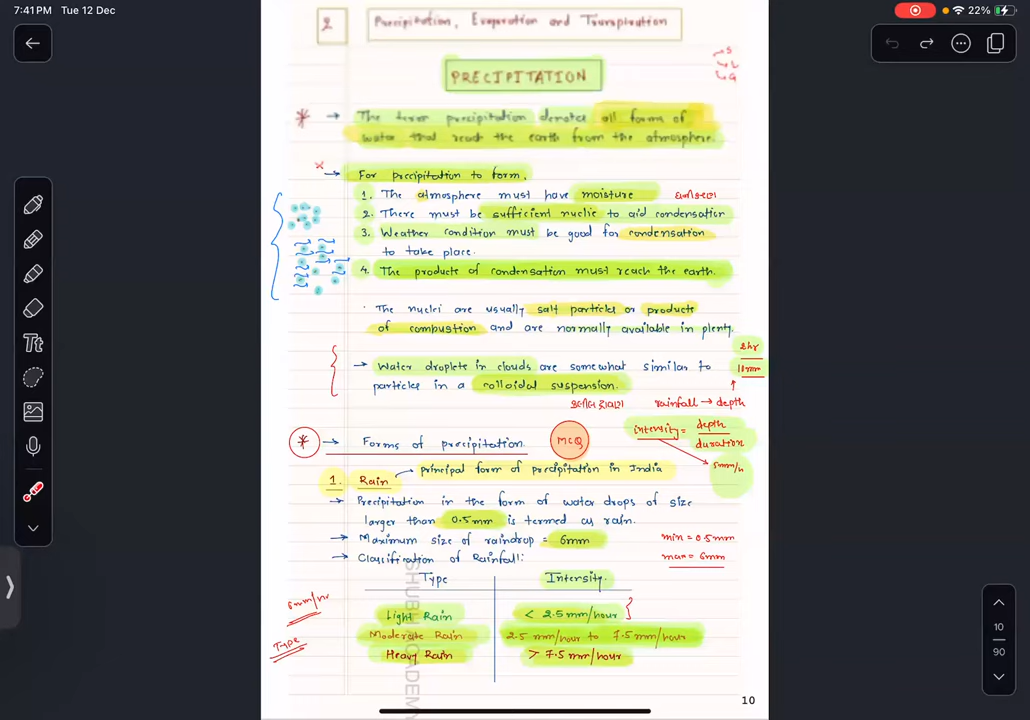 7:41 PM Tue 12 Dec
22%
2
Precipitation, Evaporation and Transpiration
PRECIPITATION
S
L
G
* → The term precipitation denotes all forms of
water that reach the earth from the atmosphere.
→ For precipitation to form,
1. The atmosphere must have moisture
2. There must be sufficient nuclie to aid condensation
3. Weather condition must be good for condensation
to take place.
4. The products of condensation must reach the earth.
The nuclei are usually salt particles or products
of combustion and are normally available in plenty.
2hr
→ Water droplets in clouds are somewhat similar to
particles in a colloidal suspension.
rainfall → depth
intensity = depth
duration
* → Forms of precipitation.
MCQ
5mm/h
principal form of precipitation in India
1. Rain
→ Precipitation in the form of water drops of size
larger than 0.5mm is termed as rain.
→ Maximum size of raindrop = 6mm
min = 0.5mm
max = 6mm
→ Classification of Rainfall:
Type Intensity
Light Rain < 2.5 mm/hour
Moderate Rain 2.5 mm/hour to 7.5 mm/hour
Heavy Rain > 7.5 mm/hour
Type
Tt
10
90
10